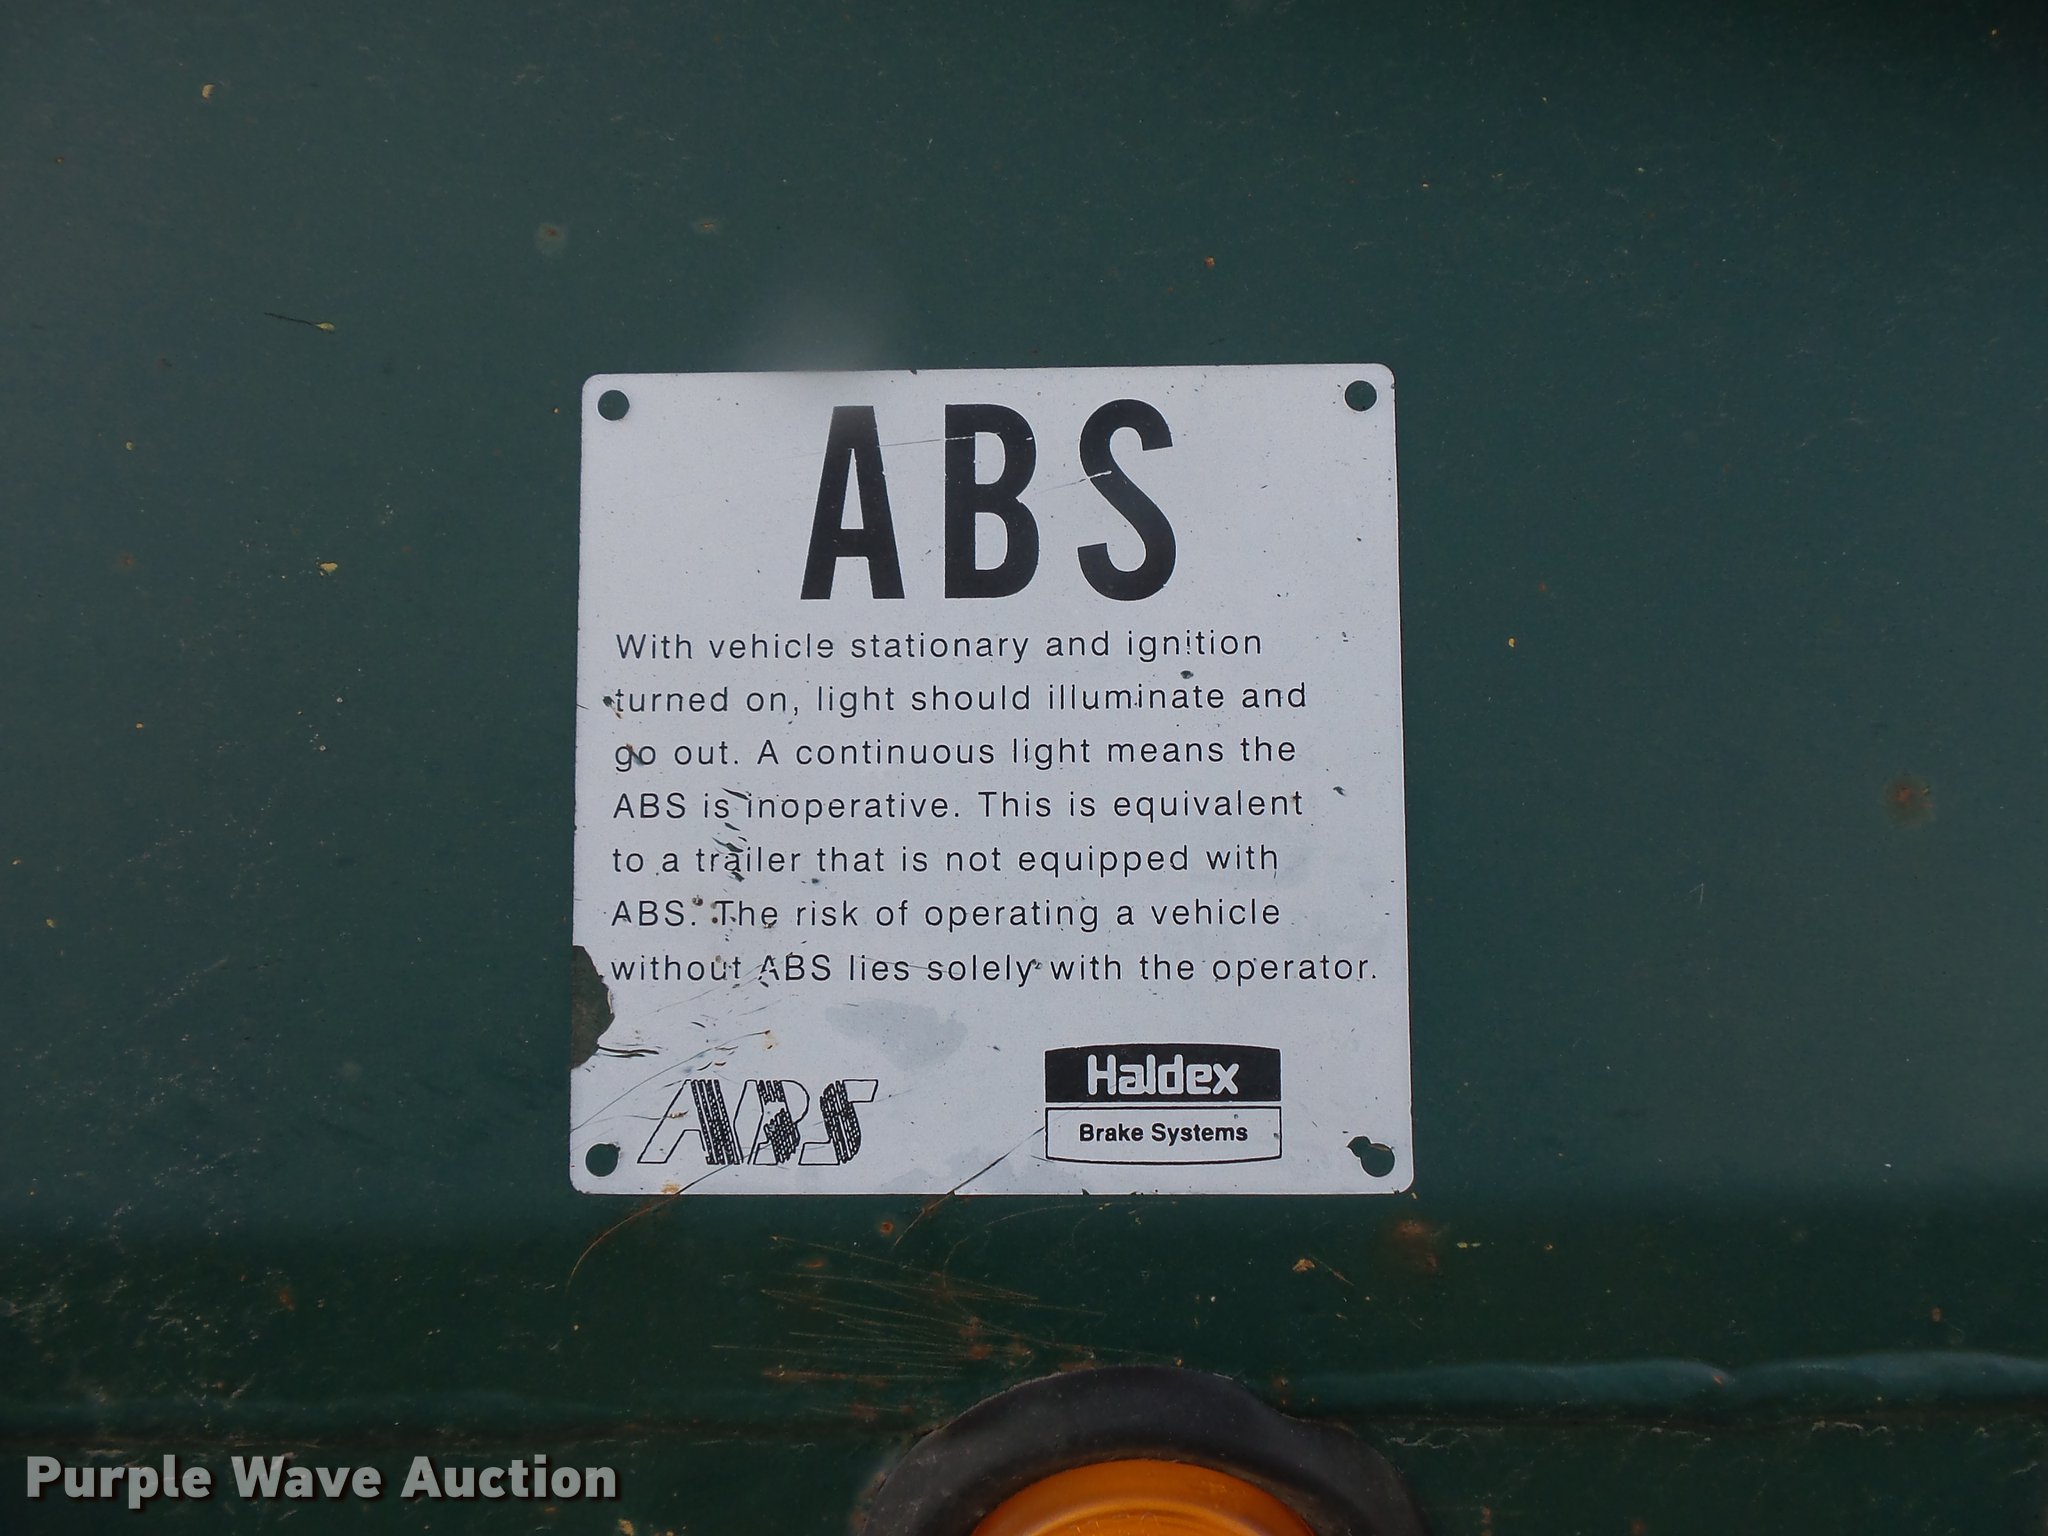 ABS
With vehicle stationary and ignition
turned on, light should illuminate and
go out. A continuous light means the
ABS is inoperative. This is equivalent
to a trailer that is not equipped with
ABS. The risk of operating a vehicle
without ABS lies solely with the operator.
ABS
Haldex
Brake Systems
Purple Wave Auction